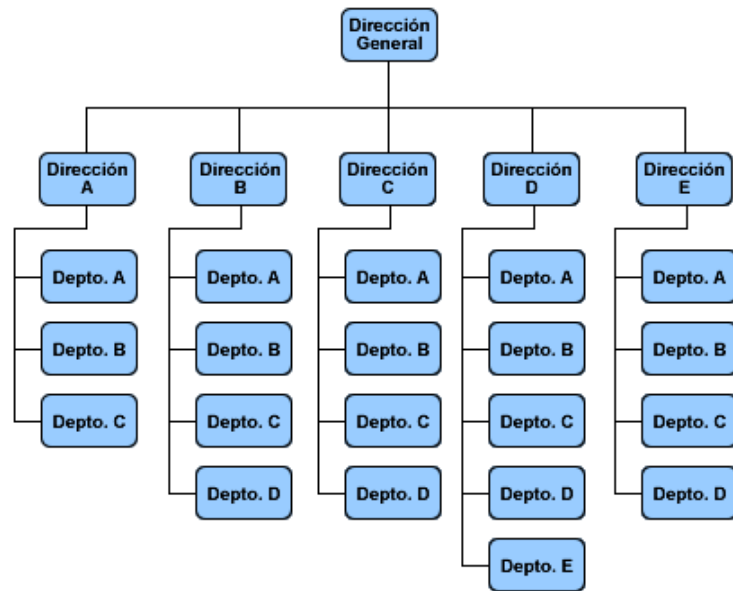 Dirección
General
Dirección
A
Dirección
B
Dirección
C
Dirección
D
Dirección
E
Depto. A
Depto. B
Depto. C
Depto. A
Depto. B
Depto. C
Depto. D
Depto. A
Depto. B
Depto. C
Depto. D
Depto. A
Depto. B
Depto. C
Depto. D
Depto. E
Depto. A
Depto. B
Depto. C
Depto. D